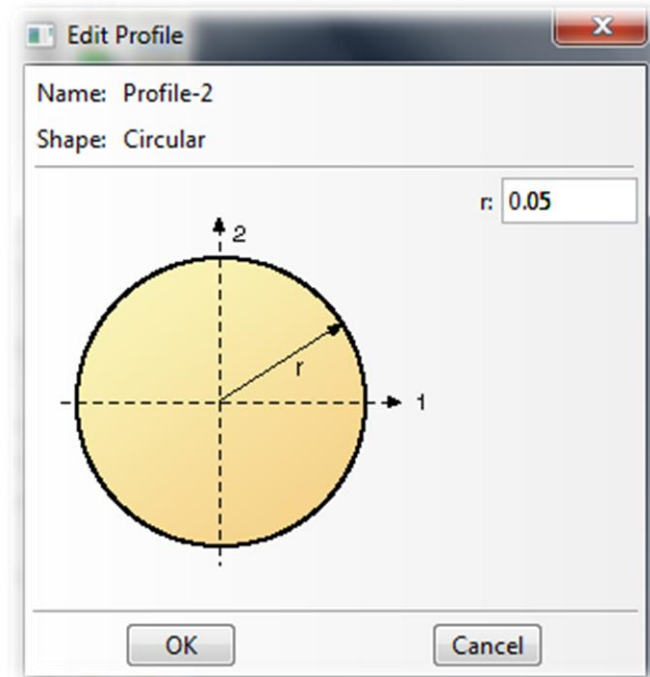 Edit Profile
Name: Profile-2
Shape: Circular
r: 0.05
2
r
1
OK
Cancel